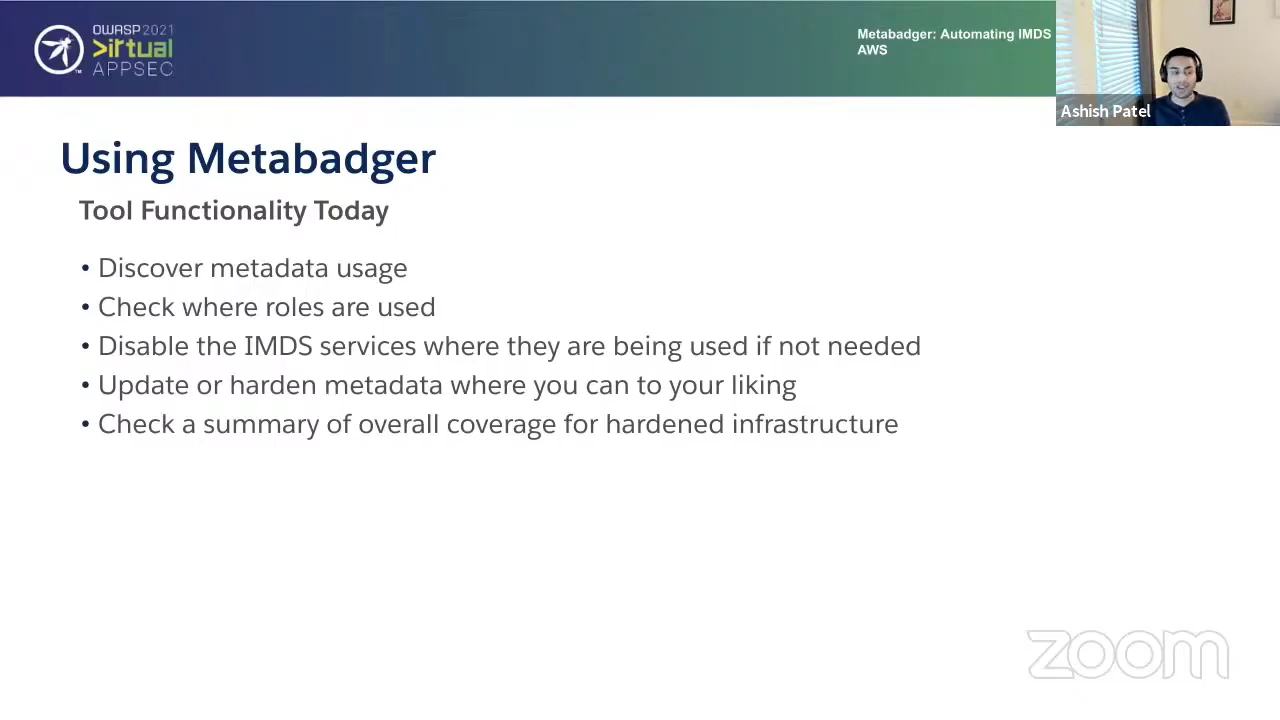 OWASP 2021
>irtual
APPSEC
Metabadger: Automating IMDS
AWS
Ashish Patel
Using Metabadger
Tool Functionality Today
• Discover metadata usage
• Check where roles are used
• Disable the IMDS services where they are being used if not needed
• Update or harden metadata where you can to your liking
• Check a summary of overall coverage for hardened infrastructure
zoom